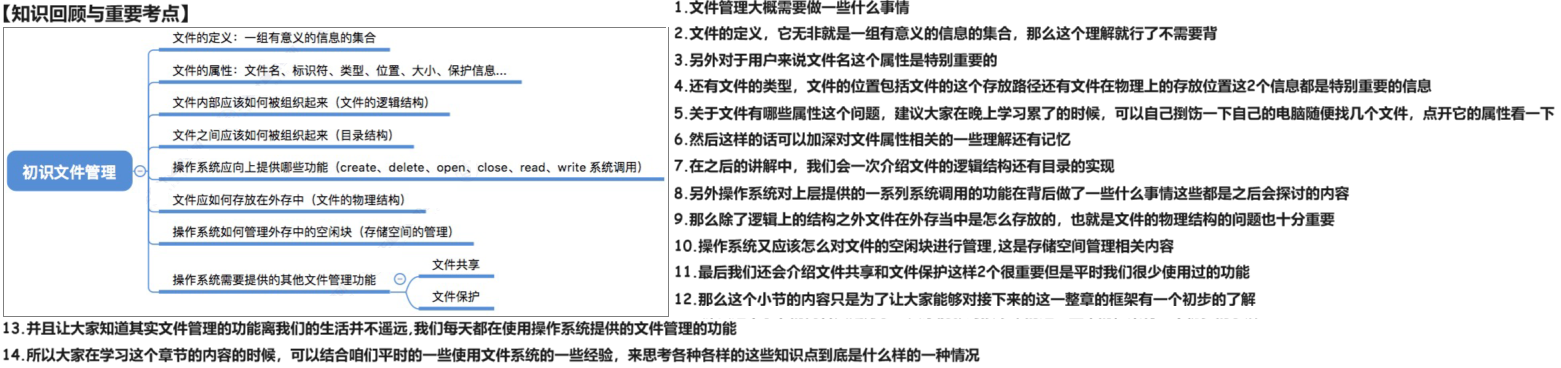 【知识回顾与重要考点】
初识文件管理
文件的定义：一组有意义的信息的集合
文件的属性：文件名、标识符、类型、位置、大小、保护信息...
文件内部应该如何被组织起来（文件的逻辑结构）
文件之间应该如何被组织起来（目录结构）
操作系统应向上提供哪些功能（create、delete、open、close、read、write 系统调用）
文件应如何存放在外存中（文件的物理结构）
操作系统如何管理外存中的空闲块（存储空间的管理）
操作系统需要提供的其他文件管理功能
文件共享
文件保护
1.文件管理大概需要做一些什么事情
2.文件的定义，它无非就是一组有意义的信息的集合，那么这个理解就行了不需要背
3.另外对于用户来说文件名这个属性是特别重要的
4.还有文件的类型，文件的位置包括文件的这个存放路径还有文件在物理上的存放位置这2个信息都是特别重要的信息
5.关于文件有哪些属性这个问题，建议大家在晚上学习累了的时候，可以自己捯饬一下自己的电脑随便找几个文件，点开它的属性看一下
6.然后这样的话可以加深对文件属性相关的一些理解还有记忆
7.在之后的讲解中，我们会一次介绍文件的逻辑结构还有目录的实现
8.另外操作系统对上层提供的一系列系统调用的功能在背后做了一些什么事情这些都是之后会探讨的内容
9.那么除了逻辑上的结构之外文件在外存当中是怎么存放的，也就是文件的物理结构的问题也十分重要
10.操作系统又应该怎么对文件的空闲块进行管理,这是存储空间管理相关内容
11.最后我们还会介绍文件共享和文件保护这样2个很重要但是平时我们很少使用过的功能
12.那么这个小节的内容只是为了让大家能够对接下来的这一整章的框架有一个初步的了解
13.并且让大家知道其实文件管理的功能离我们的生活并不遥远,我们每天都在使用操作系统提供的文件管理的功能
14.所以大家在学习这个章节的内容的时候，可以结合咱们平时的一些使用文件系统的一些经验，来思考各种各样的这些知识点到底是什么样的一种情况